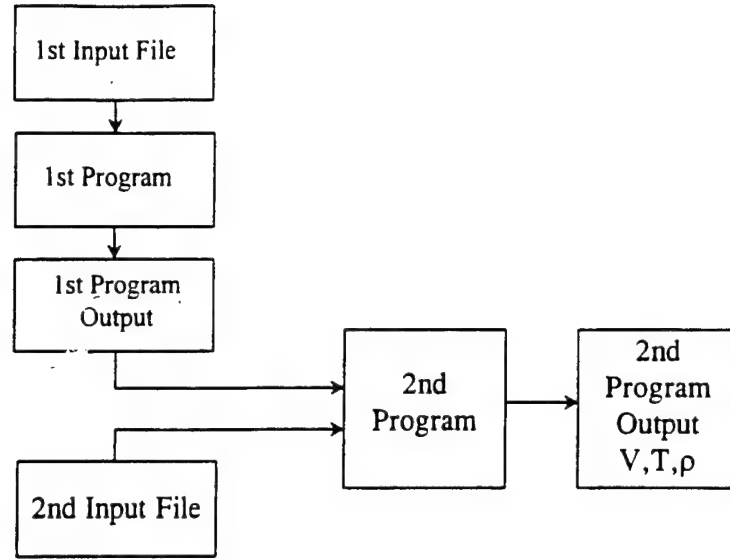 1st Input File
1st Program
1st Program
Output
2nd
Program
2nd
Program
Output
V,T,ρ
2nd Input File